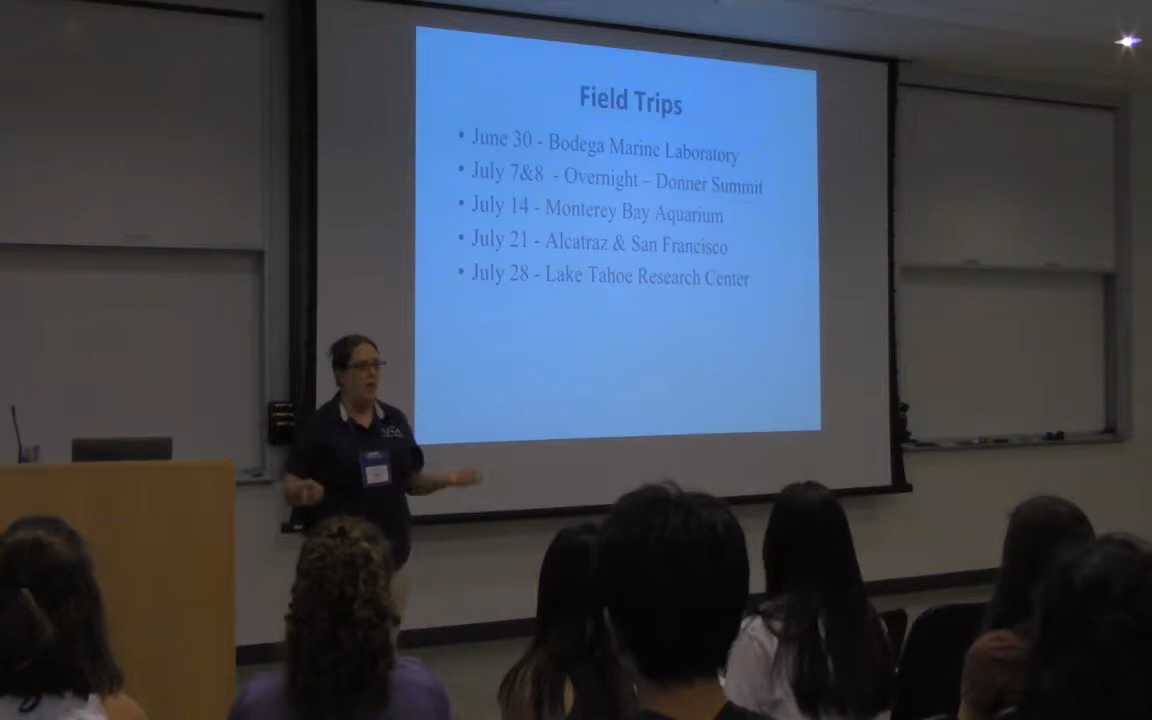 Field Trips
• June 30 - Bodega Marine Laboratory
• July 7&8 - Overnight – Donner Summit
• July 14 - Monterey Bay Aquarium
• July 21 - Alcatraz & San Francisco
• July 28 - Lake Tahoe Research Center